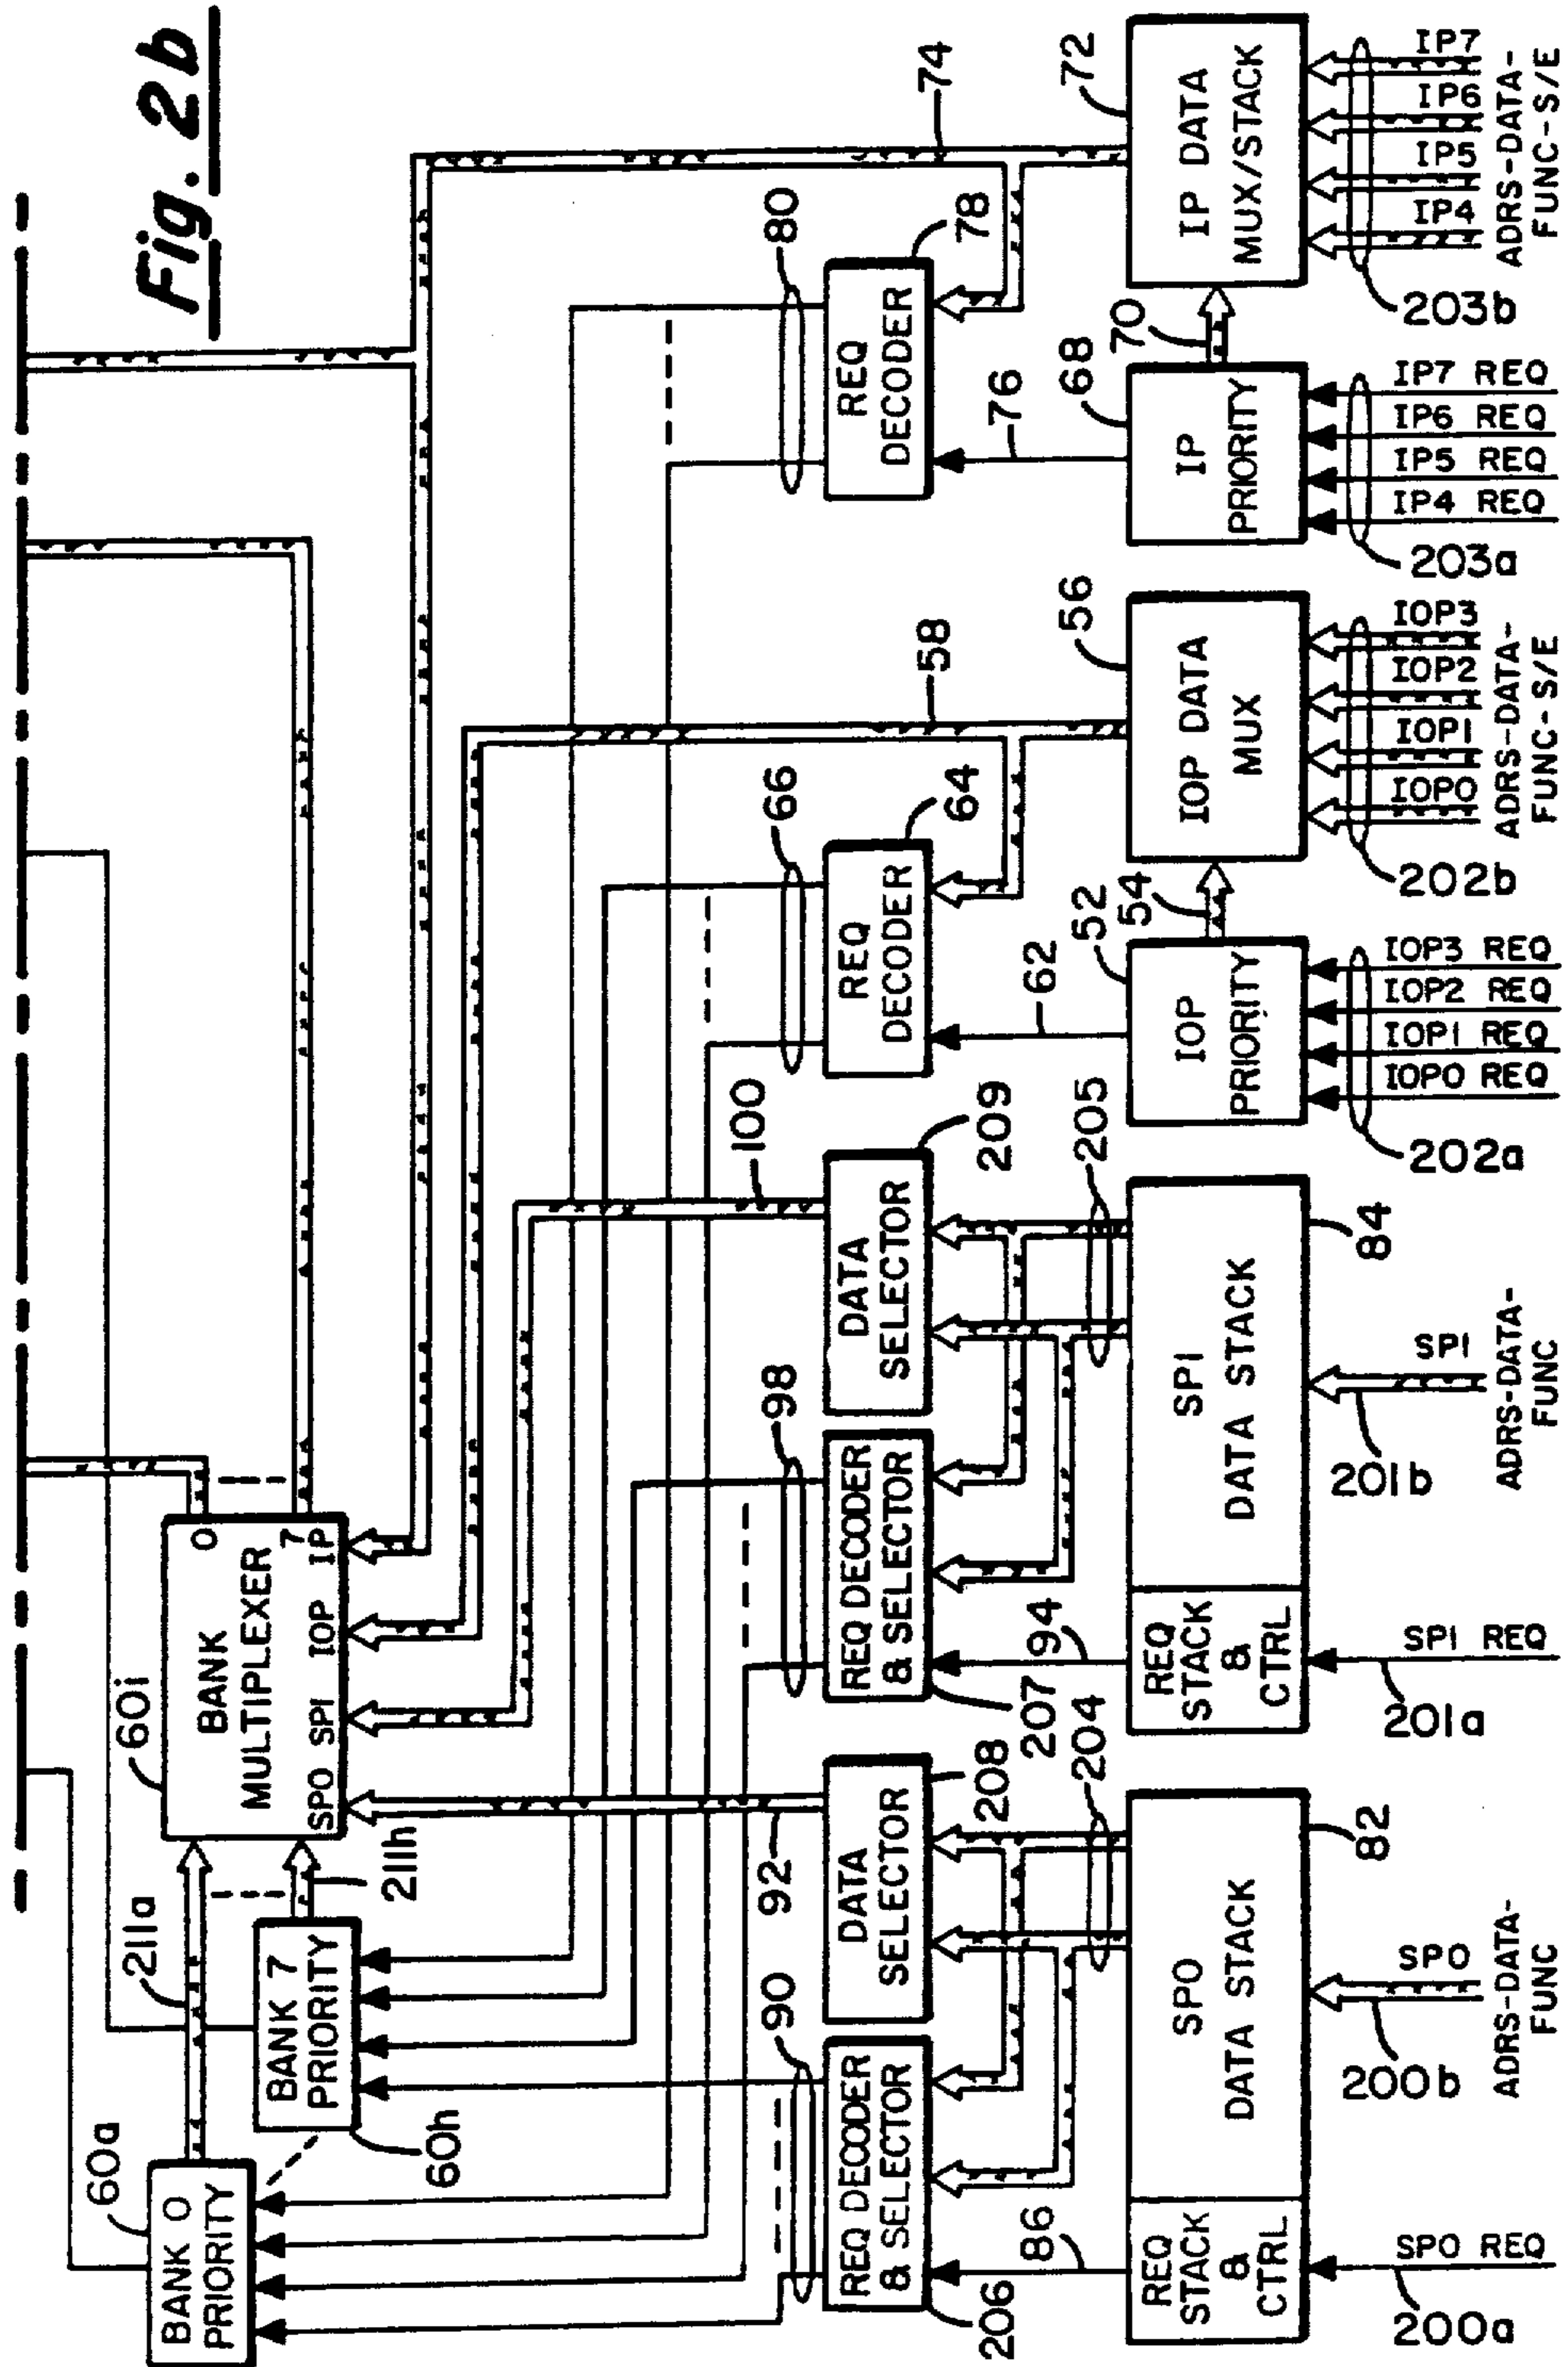 Fig. 2b
60a
BANK 0
PRIORITY
211a
BANK 7
PRIORITY
60h
211h
60i
BANK
MULTIPLEXER
0
7
SPO SPI IOP IP
90
92
98
100
66
58
80
74
REQ DECODER
& SELECTOR
206
DATA
SELECTOR
208
REQ DECODER
& SELECTOR
207
DATA
SELECTOR
209
REQ
DECODER
64
REQ
DECODER
78
86
204
94
205
62
52
54
56
76
68
70
72
REQ
STACK
&
CTRL
SPO
DATA STACK
82
REQ
STACK
&
CTRL
SPI
DATA STACK
84
IOP
PRIORITY
IOP DATA
MUX
IP
PRIORITY
IP DATA
MUX/STACK
200a
SPO REQ
200b
SPO
ADRS-DATA-
FUNC
201a
SPI REQ
201b
SPI
ADRS-DATA-
FUNC
202a
IOPO REQ
IOP1 REQ
IOP2 REQ
IOP3 REQ
202b
IOPO
IOP1
IOP2
IOP3
ADRS-DATA-
FUNC-S/E
203a
IP4 REQ
IP5 REQ
IP6 REQ
IP7 REQ
203b
IP4
IP5
IP6
IP7
ADRS-DATA-
FUNC-S/E